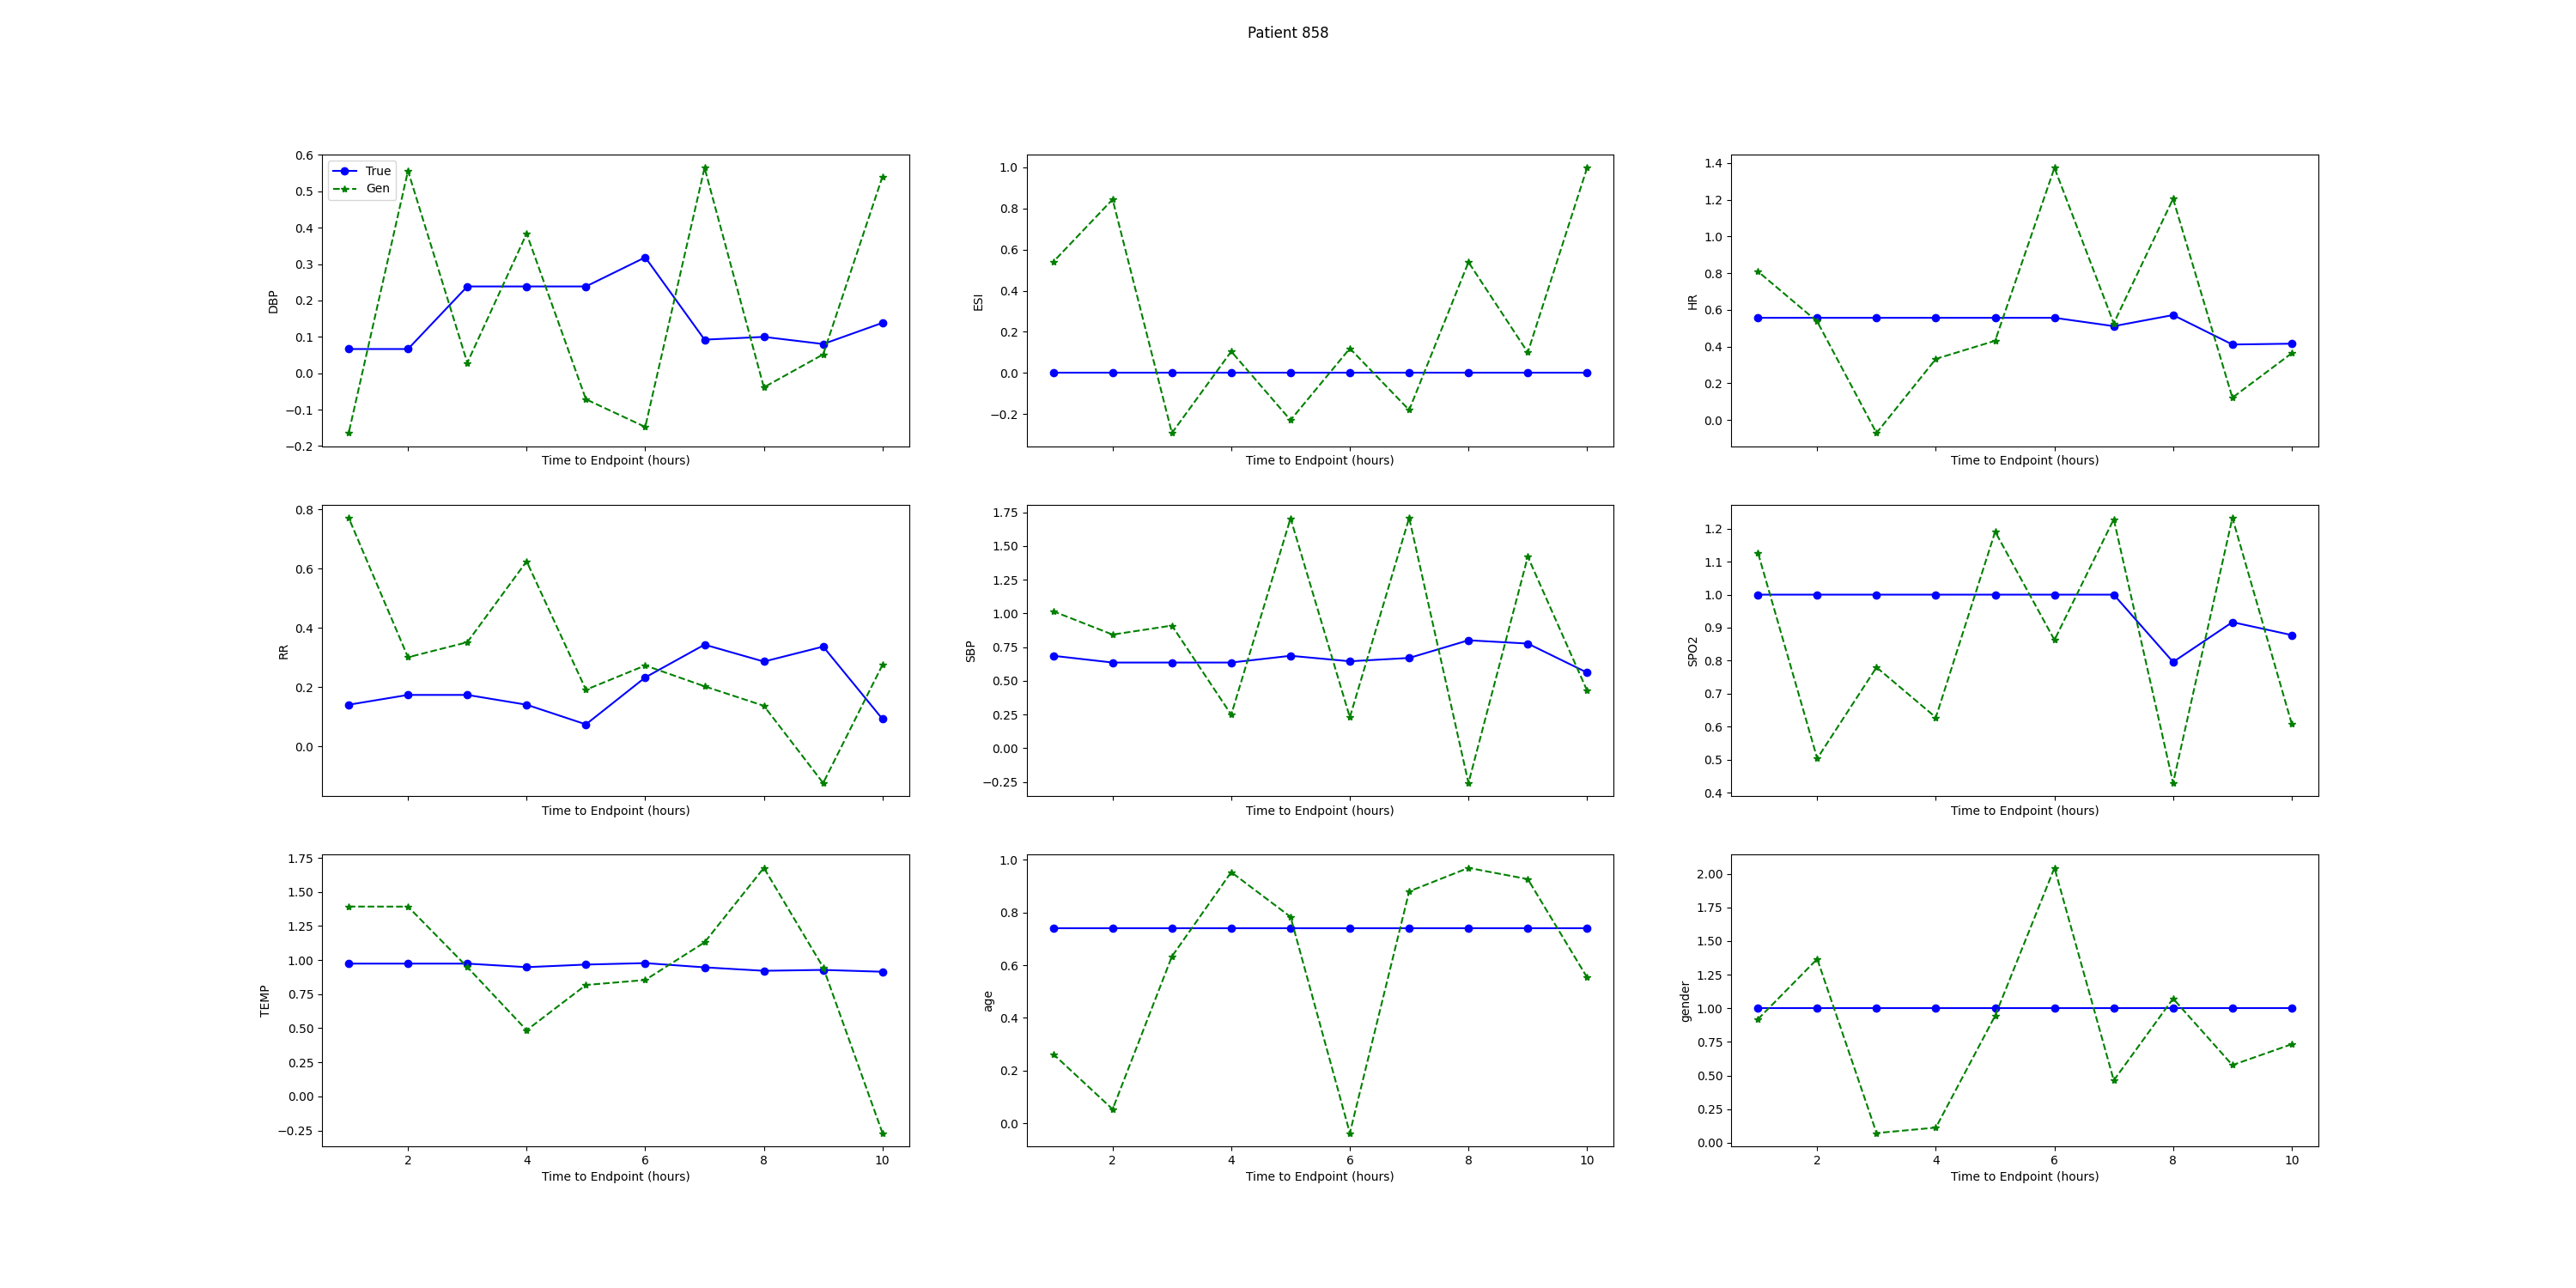 Patient 858
0.6
0.5
0.4
0.3
0.2
0.1
0.0
−0.1
−0.2
DBP
True
Gen
Time to Endpoint (hours)
1.0
0.8
0.6
0.4
0.2
0.0
−0.2
ESI
Time to Endpoint (hours)
1.4
1.2
1.0
0.8
0.6
0.4
0.2
0.0
HR
Time to Endpoint (hours)
0.8
0.6
0.4
0.2
0.0
RR
Time to Endpoint (hours)
1.75
1.50
1.25
1.00
0.75
0.50
0.25
0.00
−0.25
SBP
Time to Endpoint (hours)
1.2
1.1
1.0
0.9
0.8
0.7
0.6
0.5
0.4
SPO2
Time to Endpoint (hours)
1.75
1.50
1.25
1.00
0.75
0.50
0.25
0.00
−0.25
TEMP
2 4 6 8 10
Time to Endpoint (hours)
1.0
0.8
0.6
0.4
0.2
0.0
age
2 4 6 8 10
Time to Endpoint (hours)
2.00
1.75
1.50
1.25
1.00
0.75
0.50
0.25
0.00
gender
2 4 6 8 10
Time to Endpoint (hours)